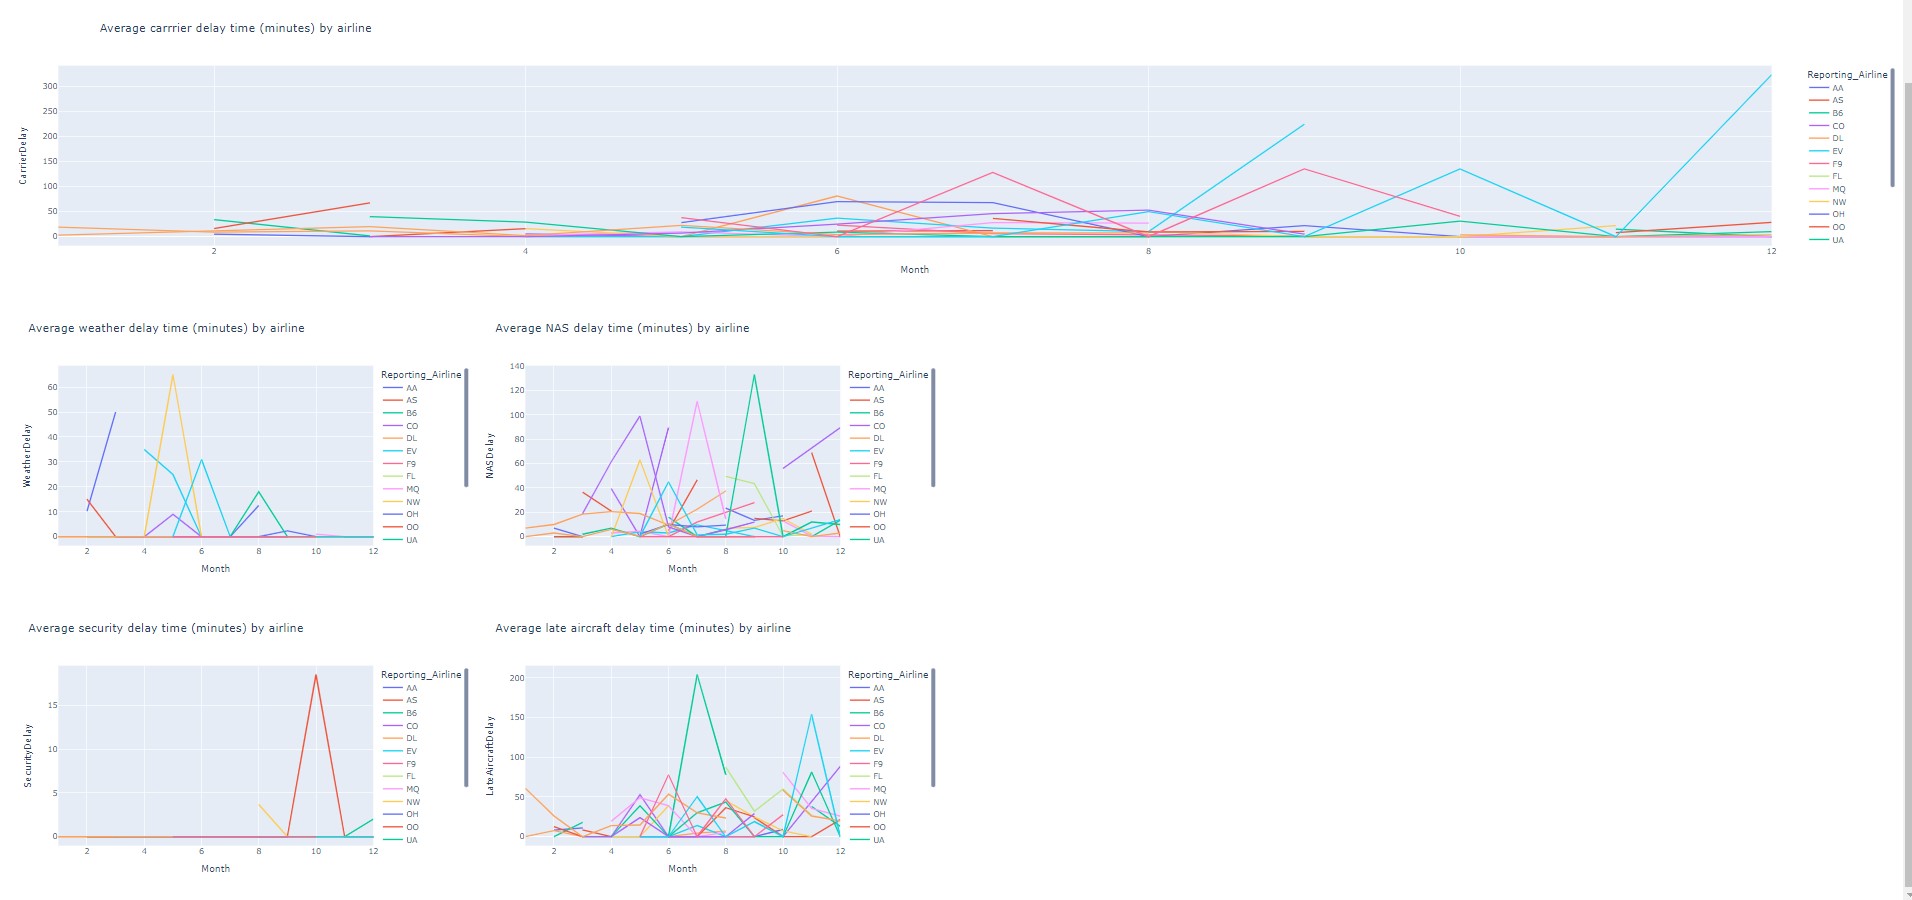 Average carrrier delay time (minutes) by airline
CarrierDelay
300
250
200
150
100
50
0
2
4
6
8
10
12
Month
Reporting_Airline
AA
AS
B6
CO
DL
EV
F9
FL
MQ
NW
OH
OO
UA
Average weather delay time (minutes) by airline
WeatherDelay
60
50
40
30
20
10
0
2
4
6
8
10
12
Month
Reporting_Airline
AA
AS
B6
CO
DL
EV
F9
FL
MQ
NW
OH
OO
UA
Average NAS delay time (minutes) by airline
NASDelay
140
120
100
80
60
40
20
0
2
4
6
8
10
12
Month
Reporting_Airline
AA
AS
B6
CO
DL
EV
F9
FL
MQ
NW
OH
OO
UA
Average security delay time (minutes) by airline
SecurityDelay
15
10
5
0
2
4
6
8
10
12
Month
Reporting_Airline
AA
AS
B6
CO
DL
EV
F9
FL
MQ
NW
OH
OO
UA
Average late aircraft delay time (minutes) by airline
LateAircraftDelay
200
150
100
50
0
2
4
6
8
10
12
Month
Reporting_Airline
AA
AS
B6
CO
DL
EV
F9
FL
MQ
NW
OH
OO
UA